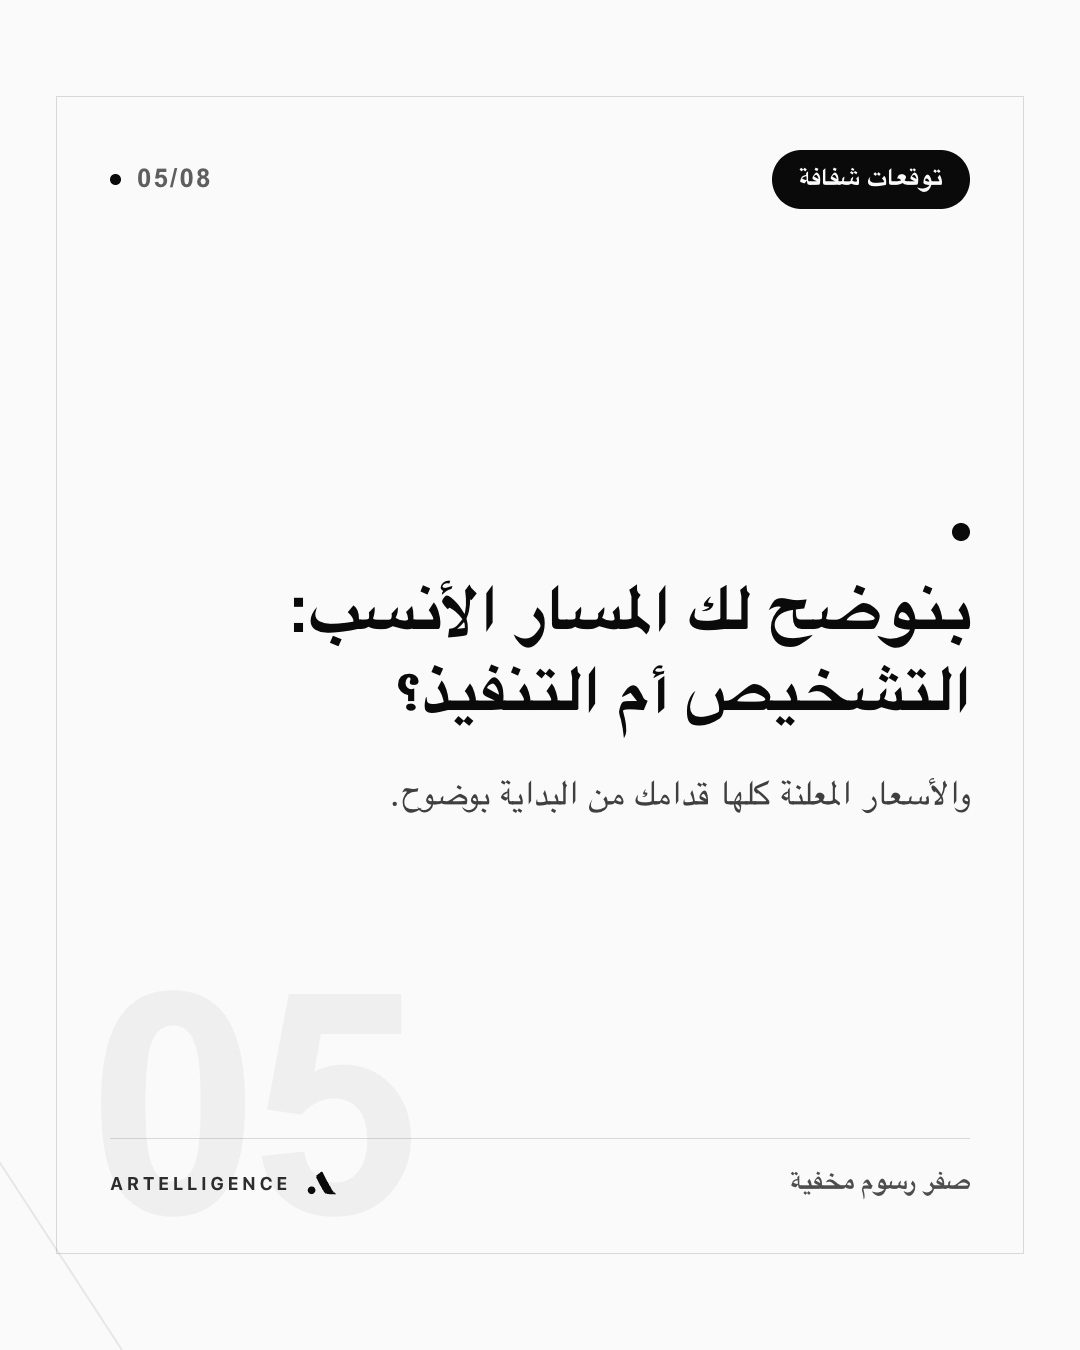 توقعات شفافة
05/08
بنوضح لك المسار الأنسب:
التشخيص أم التنفيذ؟
والأسعار المعلنة كلها قدامك من البداية بوضوح.
05
صفر رسوم مخفية
ARTELLIGENCE